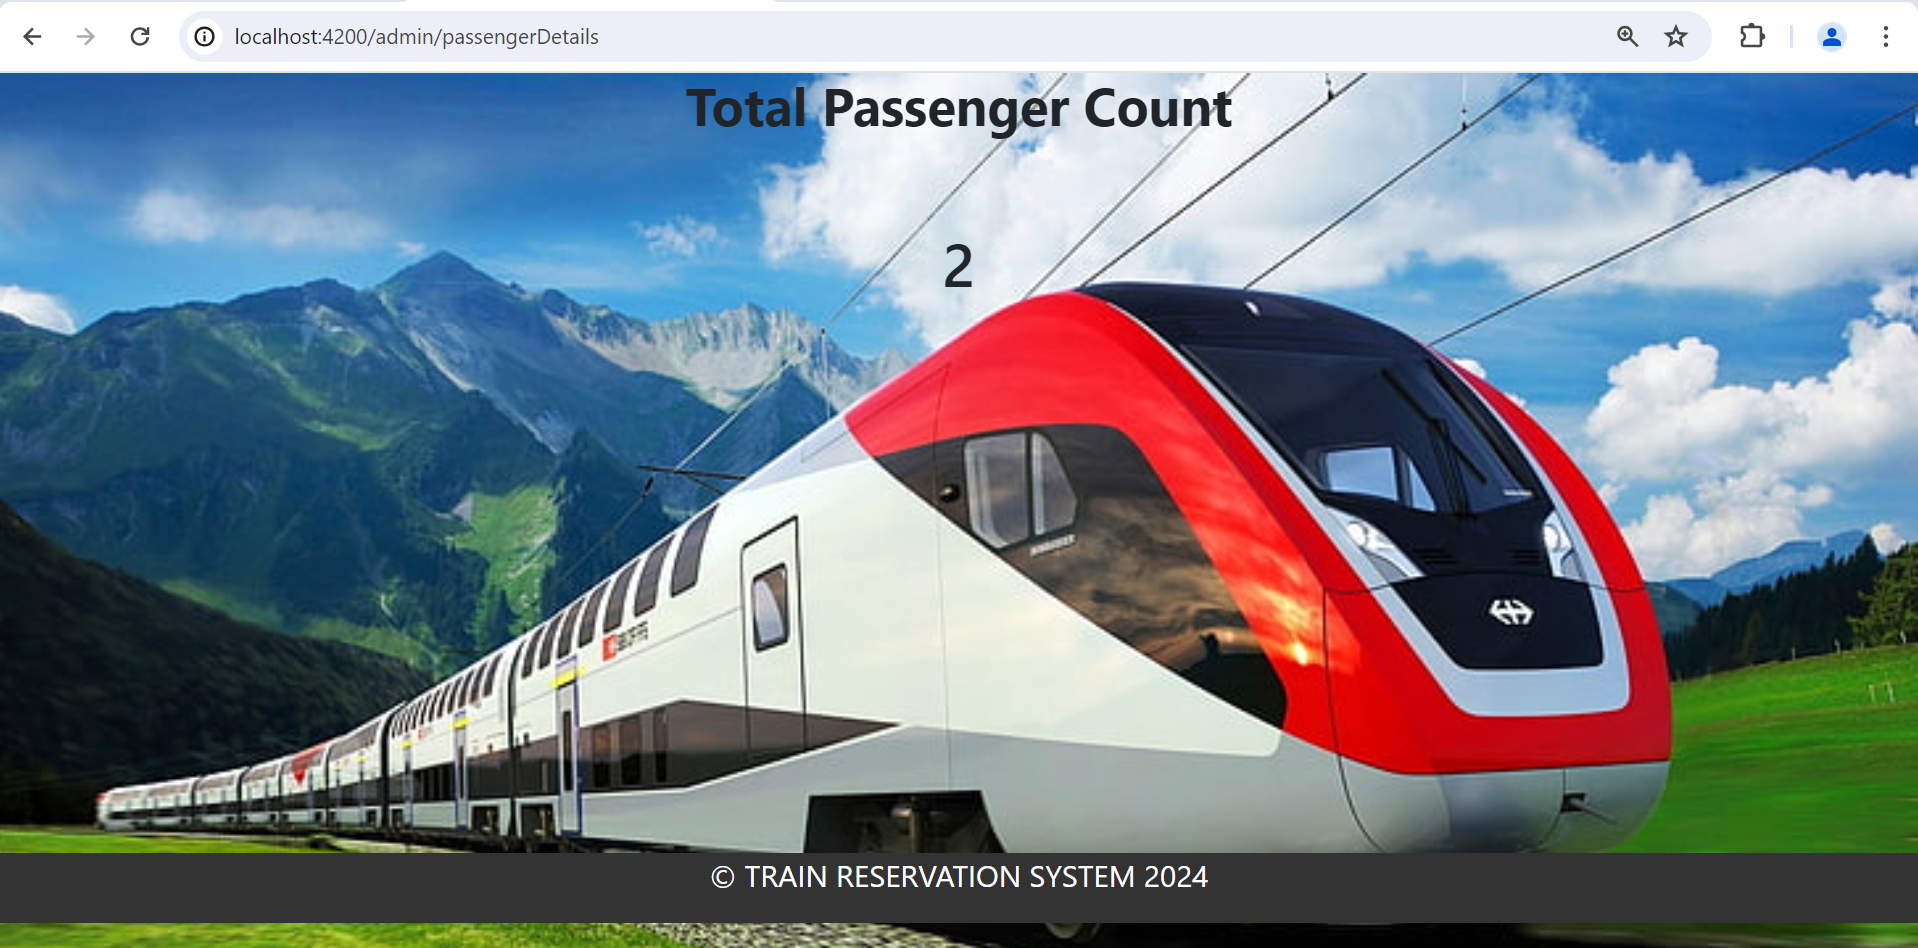 localhost:4200/admin/passengerDetails
Total Passenger Count
2
© TRAIN RESERVATION SYSTEM 2024